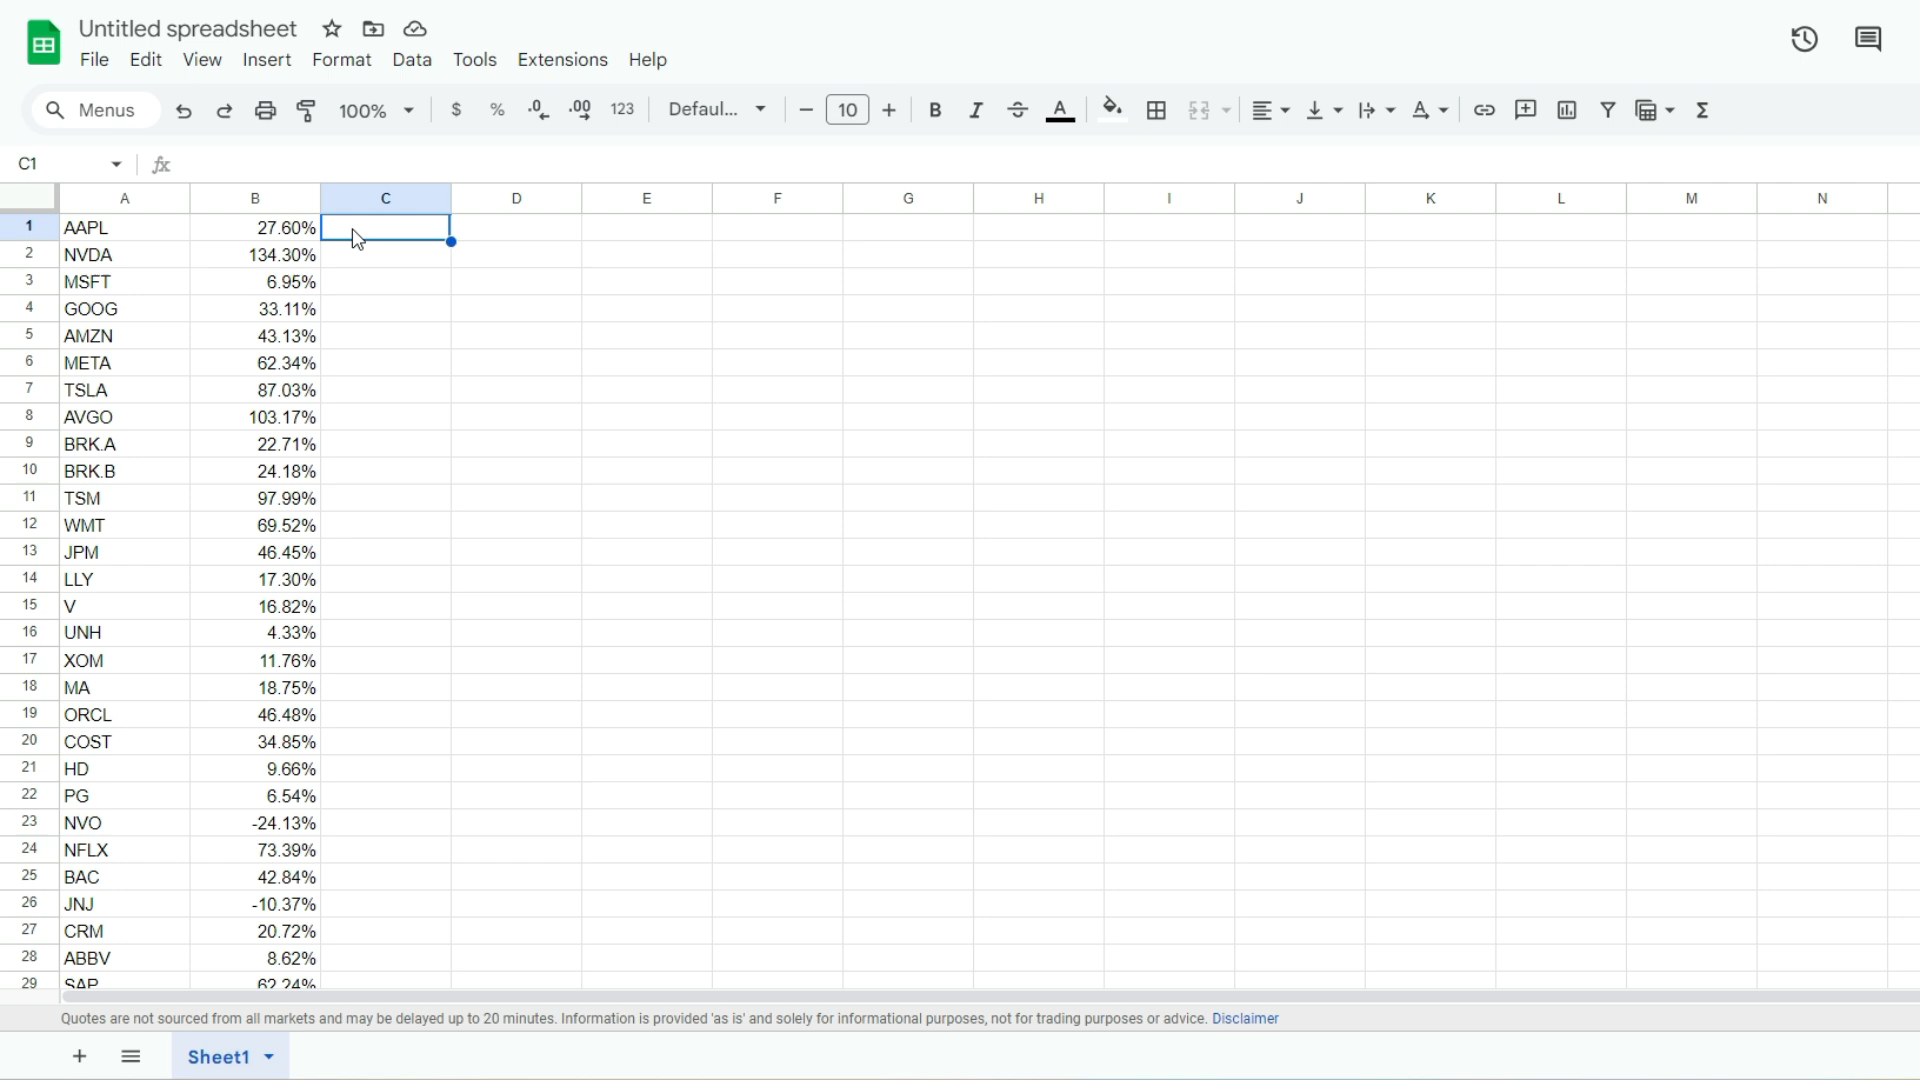 Untitled spreadsheet
File Edit View Insert Format Data Tools Extensions Help
Menus 100% $ % .0 .00 123 Defaul... − 10 + B I S A Σ
C1 fx
A B C D E F G H I J K L M N
1 AAPL 27.60%
2 NVDA 134.30%
3 MSFT 6.95%
4 GOOG 33.11%
5 AMZN 43.13%
6 META 62.34%
7 TSLA 87.03%
8 AVGO 103.17%
9 BRK.A 22.71%
10 BRK.B 24.18%
11 TSM 97.99%
12 WMT 69.52%
13 JPM 46.45%
14 LLY 17.30%
15 V 16.82%
16 UNH 4.33%
17 XOM 11.76%
18 MA 18.75%
19 ORCL 46.48%
20 COST 34.85%
21 HD 9.66%
22 PG 6.54%
23 NVO -24.13%
24 NFLX 73.39%
25 BAC 42.84%
26 JNJ -10.37%
27 CRM 20.72%
28 ABBV 8.62%
29 SAP 62.24%
Quotes are not sourced from all markets and may be delayed up to 20 minutes. Information is provided 'as is' and solely for informational purposes, not for trading purposes or advice. Disclaimer
+ Sheet1